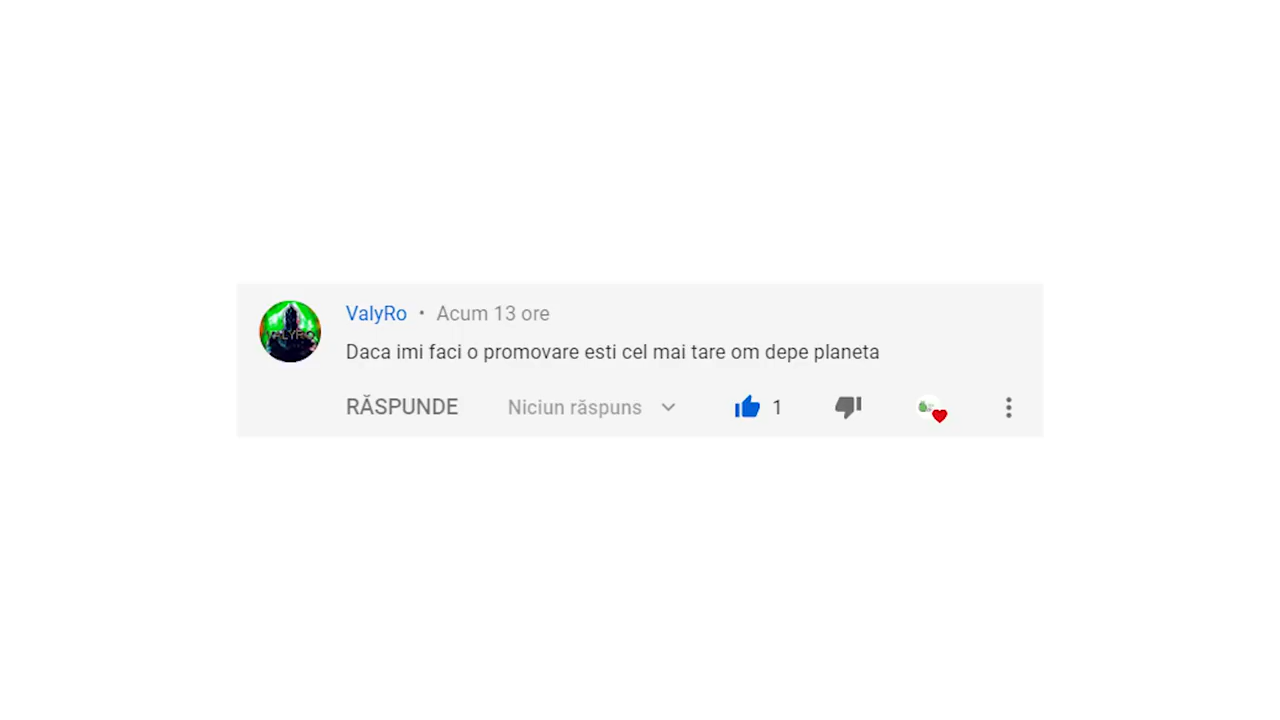 ValyRo • Acum 13 ore
Daca imi faci o promovare esti cel mai tare om depe planeta
RĂSPUNDE Niciun răspuns 1
VALYRO